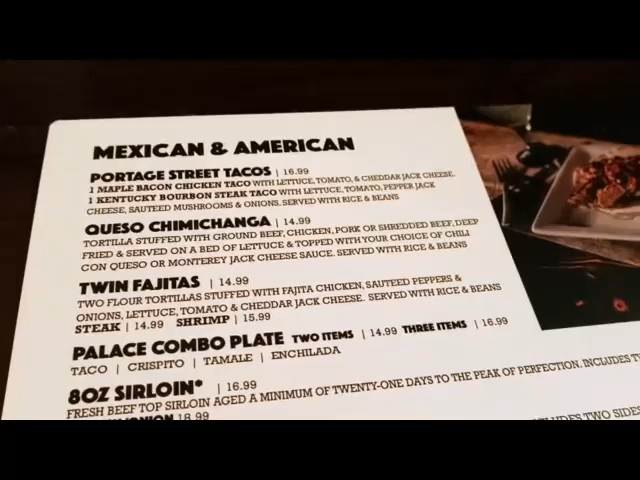 MEXICAN & AMERICAN
PORTAGE STREET TACOS | 16.99
1 MAPLE BACON CHICKEN TACO WITH LETTUCE, TOMATO, & CHEDDAR JACK CHEESE.
1 KENTUCKY BOURBON STEAK TACO WITH LETTUCE, TOMATO, PEPPER JACK
CHEESE, SAUTEED MUSHROOMS & ONIONS. SERVED WITH RICE & BEANS
QUESO CHIMICHANGA | 14.99
TORTILLA STUFFED WITH GROUND BEEF, CHICKEN, PORK OR SHREDDED BEEF, DEEP
FRIED & SERVED ON A BED OF LETTUCE & TOPPED WITH YOUR CHOICE OF CHILI
CON QUESO OR MONTEREY JACK CHEESE SAUCE. SERVED WITH RICE & BEANS
TWIN FAJITAS | 14.99
TWO FLOUR TORTILLAS STUFFED WITH FAJITA CHICKEN, SAUTEED PEPPERS &
ONIONS, LETTUCE, TOMATO & CHEDDAR JACK CHEESE. SERVED WITH RICE & BEANS
STEAK | 14.99 SHRIMP | 15.99
PALACE COMBO PLATE TWO ITEMS | 14.99 THREE ITEMS | 16.99
TACO | CRISPITO | TAMALE | ENCHILADA
8OZ SIRLOIN* | 16.99
FRESH BEEF TOP SIRLOIN AGED A MINIMUM OF TWENTY-ONE DAYS TO THE PEAK OF PERFECTION. INCLUDES
18.99
TWO SIDES